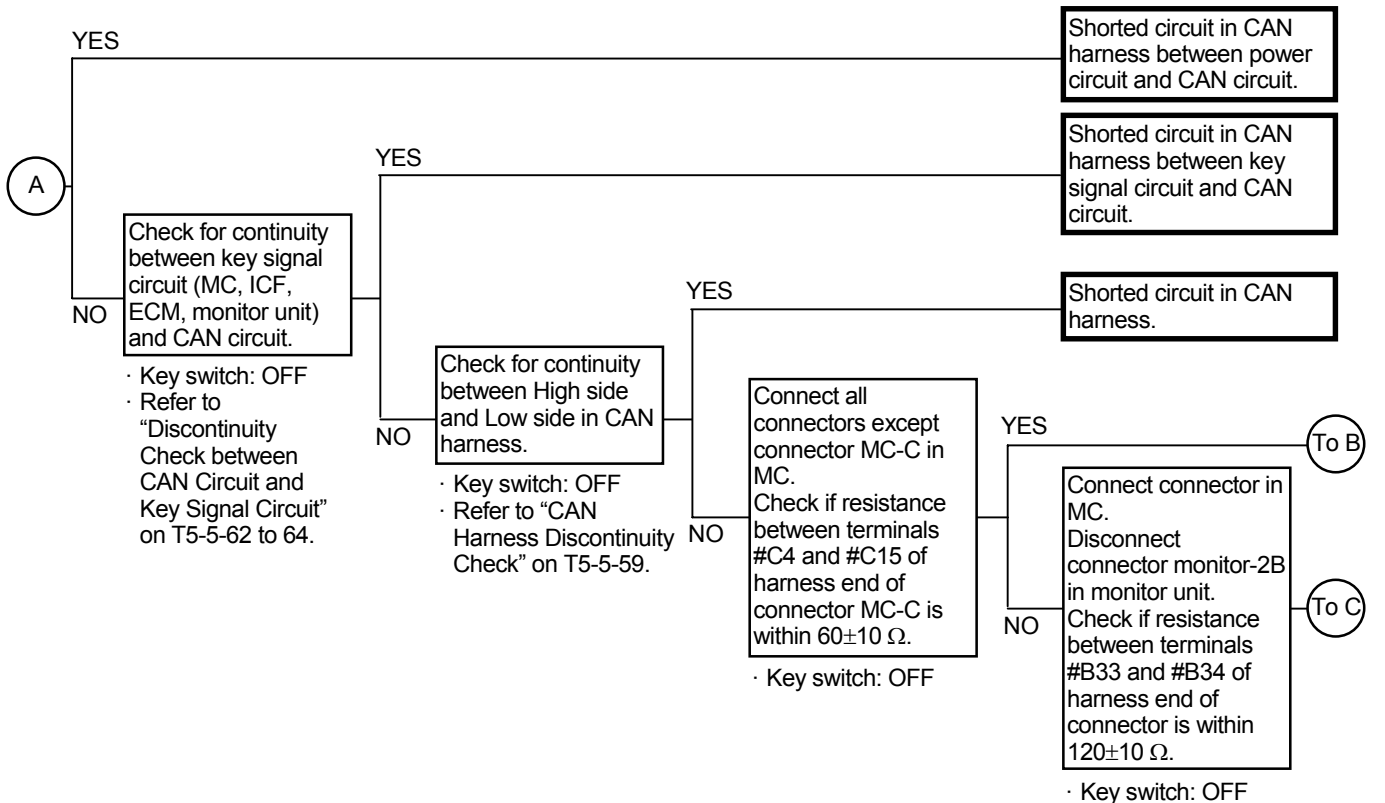 YES
Shorted circuit in CAN
harness between power
circuit and CAN circuit.
A
NO
Check for continuity
between key signal
circuit (MC, ICF,
ECM, monitor unit)
and CAN circuit.
· Key switch: OFF
· Refer to
“Discontinuity
Check between
CAN Circuit and
Key Signal Circuit”
on T5-5-62 to 64.
YES
Shorted circuit in CAN
harness between key
signal circuit and CAN
circuit.
NO
Check for continuity
between High side
and Low side in CAN
harness.
· Key switch: OFF
· Refer to “CAN
Harness Discontinuity
Check” on T5-5-59.
YES
Shorted circuit in CAN
harness.
NO
Connect all
connectors except
connector MC-C in
MC.
Check if resistance
between terminals
#C4 and #C15 of
harness end of
connector MC-C is
within 60±10 Ω.
· Key switch: OFF
YES
To B
NO
Connect connector in
MC.
Disconnect
connector monitor-2B
in monitor unit.
Check if resistance
between terminals
#B33 and #B34 of
harness end of
connector is within
120±10 Ω.
· Key switch: OFF
To C